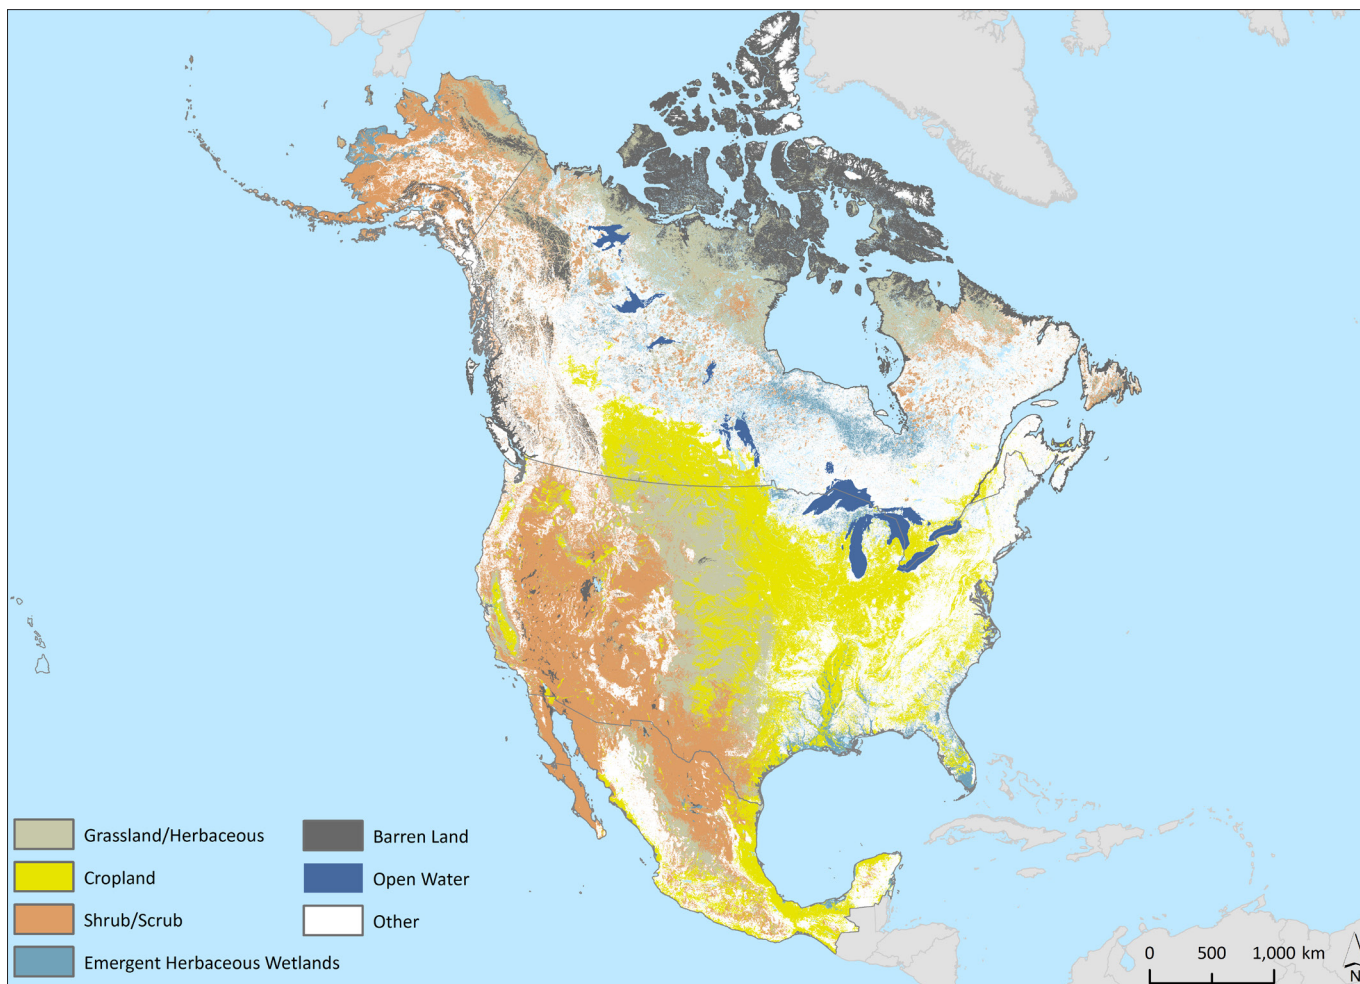 Grassland/Herbaceous
Cropland
Shrub/Scrub
Emergent Herbaceous Wetlands
Barren Land
Open Water
Other
0 500 1,000 km
N